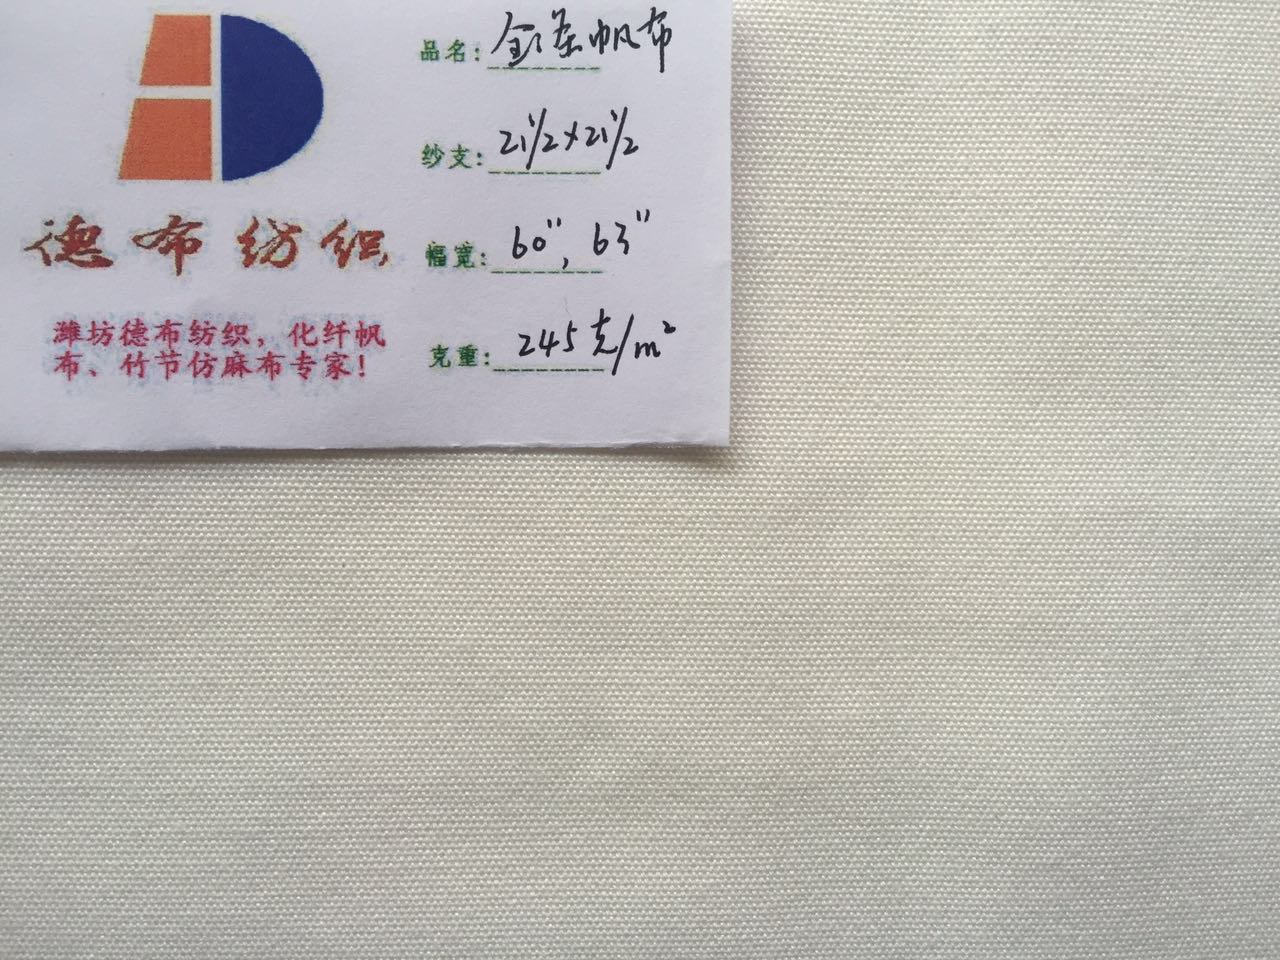 德布纺织
潍坊德布纺织，化纤帆
布、竹节仿麻布专家！
品名：全涤帆布
纱支：21s/2×21s/2
幅宽：60"，63"
克重：245克/m²